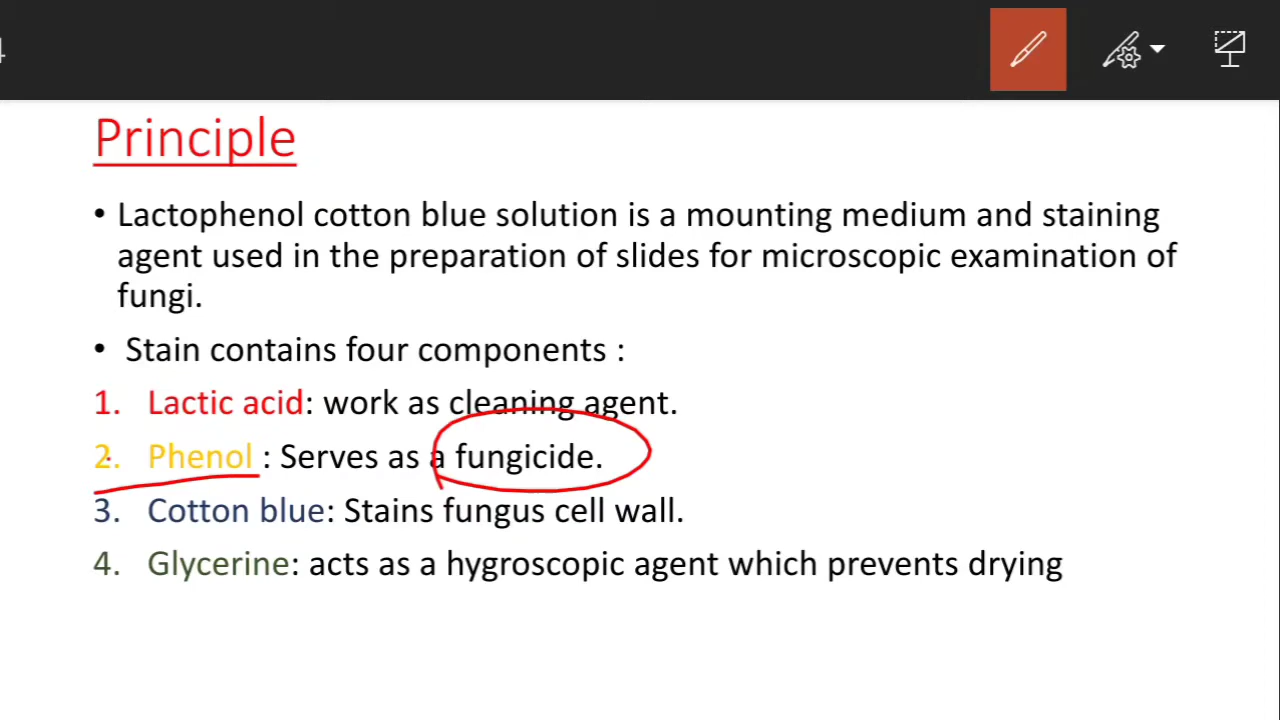 Principle
• Lactophenol cotton blue solution is a mounting medium and staining
agent used in the preparation of slides for microscopic examination of
fungi.
• Stain contains four components :
1. Lactic acid: work as cleaning agent.
2. Phenol : Serves as a fungicide.
3. Cotton blue: Stains fungus cell wall.
4. Glycerine: acts as a hygroscopic agent which prevents drying